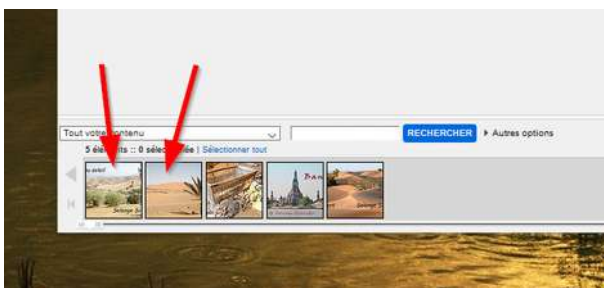 Tout votre contenu
RECHERCHER
Autres options
5 éléments :: 0 sélectionnée | Sélectionner tout